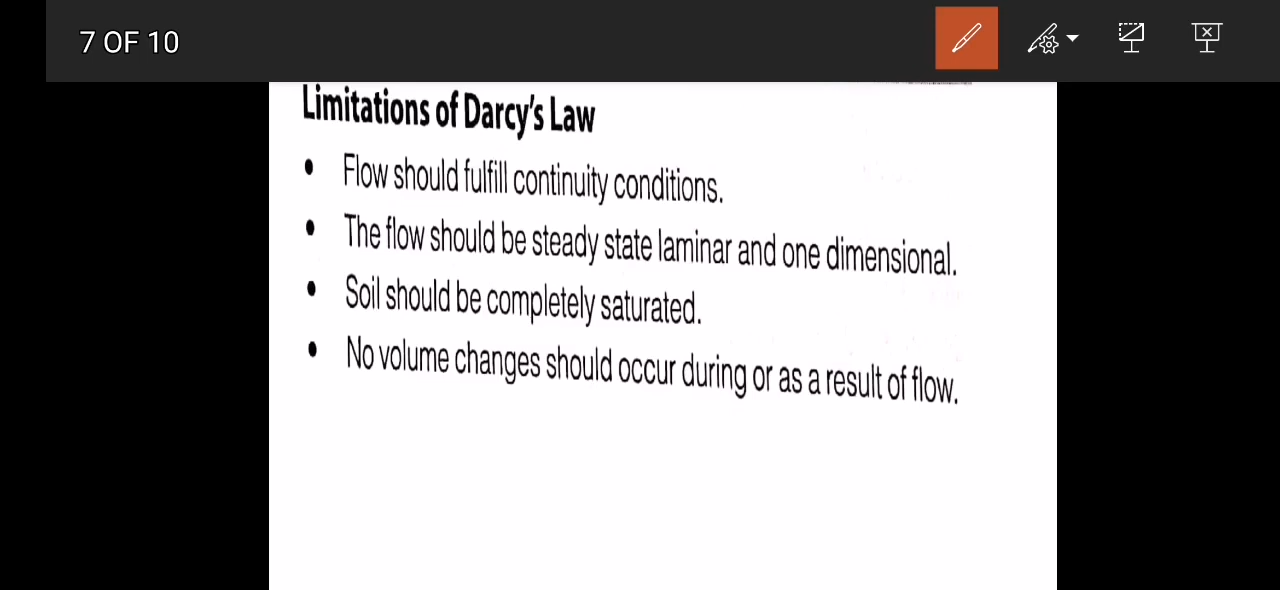 7 OF 10
Limitations of Darcy's Law
• Flow should fulfill continuity conditions.
• The flow should be steady state laminar and one dimensional.
• Soil should be completely saturated.
• No volume changes should occur during or as a result of flow.